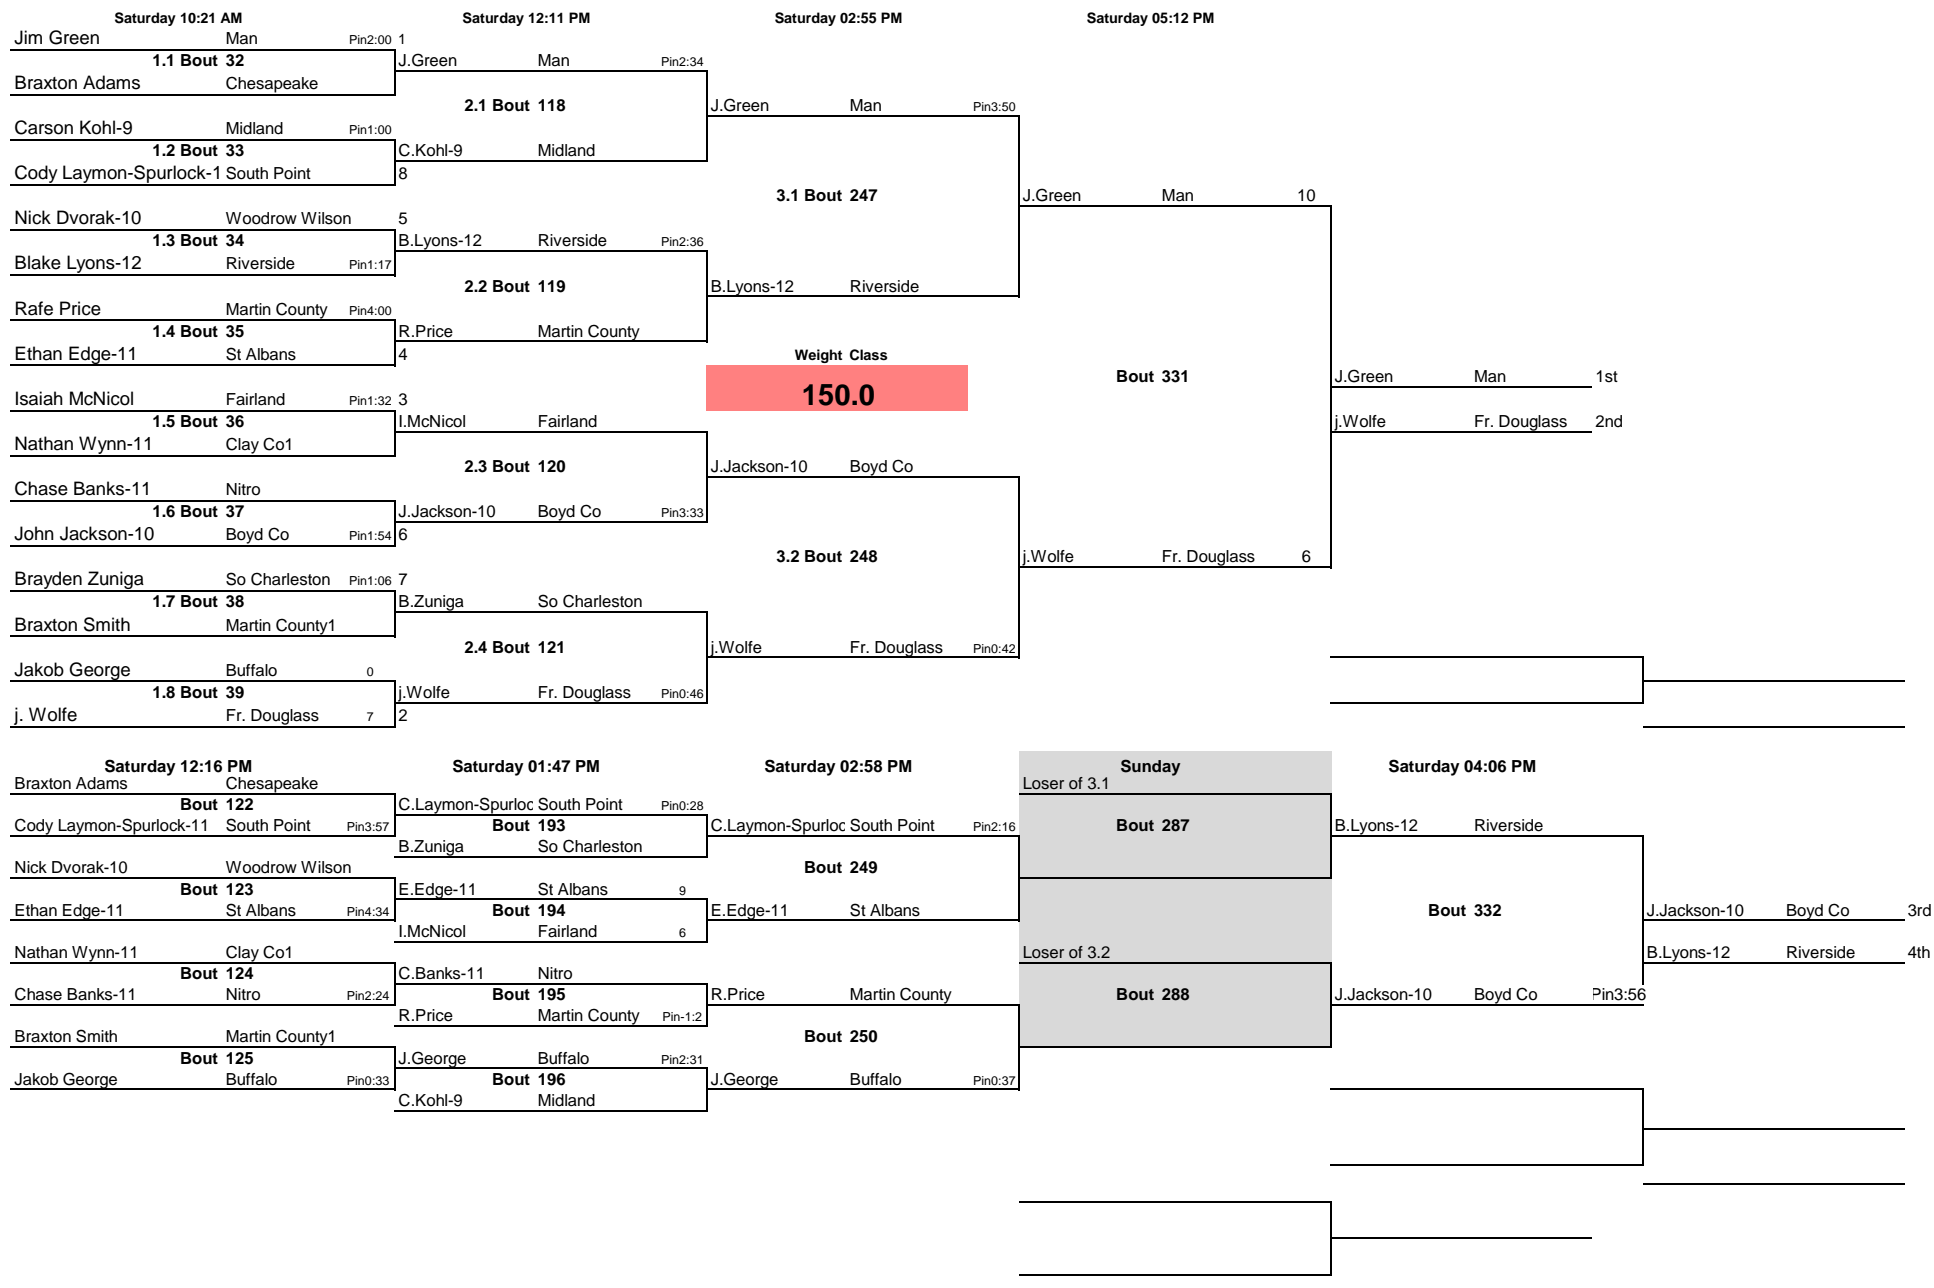 Saturday 10:21 AM Saturday 12:11 PM Saturday 02:55 PM Saturday 05:12 PM
Jim Green Man Pin2:00 1
1.1 Bout 32 J.Green Man Pin2:34
Braxton Adams Chesapeake
2.1 Bout 118 J.Green Man Pin3:50
Carson Kohl-9 Midland Pin1:00
1.2 Bout 33 C.Kohl-9 Midland
Cody Laymon-Spurlock-1 South Point 8
3.1 Bout 247 J.Green Man 10
Nick Dvorak-10 Woodrow Wilson 5
1.3 Bout 34 B.Lyons-12 Riverside Pin2:36
Blake Lyons-12 Riverside Pin1:17
2.2 Bout 119 B.Lyons-12 Riverside
Rafe Price Martin County Pin4:00
1.4 Bout 35 R.Price Martin County
Ethan Edge-11 St Albans 4 Weight Class
Bout 331 J.Green Man 1st
Isaiah McNicol Fairland Pin1:32 3 150.0
1.5 Bout 36 I.McNicol Fairland j.Wolfe Fr. Douglass 2nd
Nathan Wynn-11 Clay Co1
2.3 Bout 120 J.Jackson-10 Boyd Co
Chase Banks-11 Nitro
1.6 Bout 37 J.Jackson-10 Boyd Co Pin3:33
John Jackson-10 Boyd Co Pin1:54 6
3.2 Bout 248 j.Wolfe Fr. Douglass 6
Brayden Zuniga So Charleston Pin1:06 7
1.7 Bout 38 B.Zuniga So Charleston
Braxton Smith Martin County1
2.4 Bout 121 j.Wolfe Fr. Douglass Pin0:42
Jakob George Buffalo 0
1.8 Bout 39 j.Wolfe Fr. Douglass Pin0:46
j. Wolfe Fr. Douglass 7 2
Saturday 12:16 PM Saturday 01:47 PM Saturday 02:58 PM Sunday Saturday 04:06 PM
Braxton Adams Chesapeake Loser of 3.1
Bout 122 C.Laymon-Spurloc South Point Pin0:28
Cody Laymon-Spurlock-11 South Point Pin3:57 Bout 193 C.Laymon-Spurloc South Point Pin2:16 Bout 287 B.Lyons-12 Riverside
B.Zuniga So Charleston
Nick Dvorak-10 Woodrow Wilson Bout 249
Bout 123 E.Edge-11 St Albans 9
Ethan Edge-11 St Albans Pin4:34 Bout 194 E.Edge-11 St Albans Bout 332 J.Jackson-10 Boyd Co 3rd
I.McNicol Fairland 6
Nathan Wynn-11 Clay Co1 Loser of 3.2 B.Lyons-12 Riverside 4th
Bout 124 C.Banks-11 Nitro
Chase Banks-11 Nitro Pin2:24 Bout 195 R.Price Martin County Bout 288 J.Jackson-10 Boyd Co Pin3:56
R.Price Martin County Pin-1:2
Braxton Smith Martin County1 Bout 250
Bout 125 J.George Buffalo Pin2:31
Jakob George Buffalo Pin0:33 Bout 196 J.George Buffalo Pin0:37
C.Kohl-9 Midland